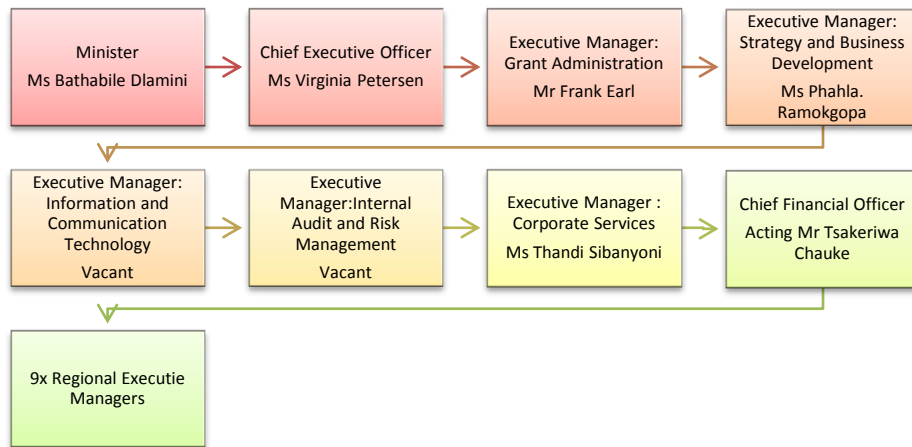 Minister
Ms Bathabile Dlamini
Chief Executive Officer
Ms Virginia Petersen
Executive Manager:
Grant Administration
Mr Frank Earl
Executive Manager:
Strategy and Business
Development
Ms Phahla.
Ramokgopa
Executive Manager:
Information and
Communication
Technology
Vacant
Executive
Manager:Internal
Audit and Risk
Management
Vacant
Executive Manager :
Corporate Services
Ms Thandi Sibanyoni
Chief Financial Officer
Acting Mr Tsakeriwa
Chauke
9x Regional Executie
Managers